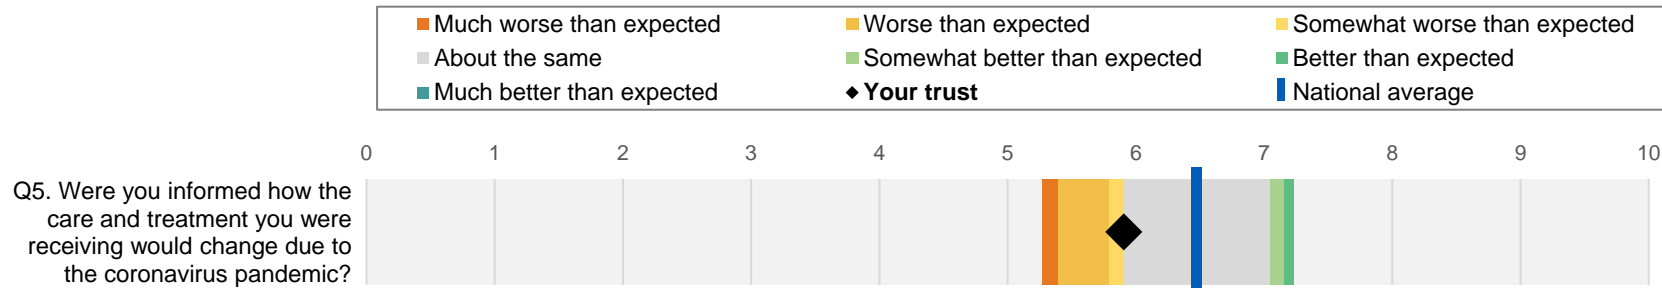 Much worse than expected
Worse than expected
Somewhat worse than expected
About the same
Somewhat better than expected
Better than expected
Much better than expected
Your trust
National average
0 1 2 3 4 5 6 7 8 9 10
Q5. Were you informed how the
care and treatment you were
receiving would change due to
the coronavirus pandemic?